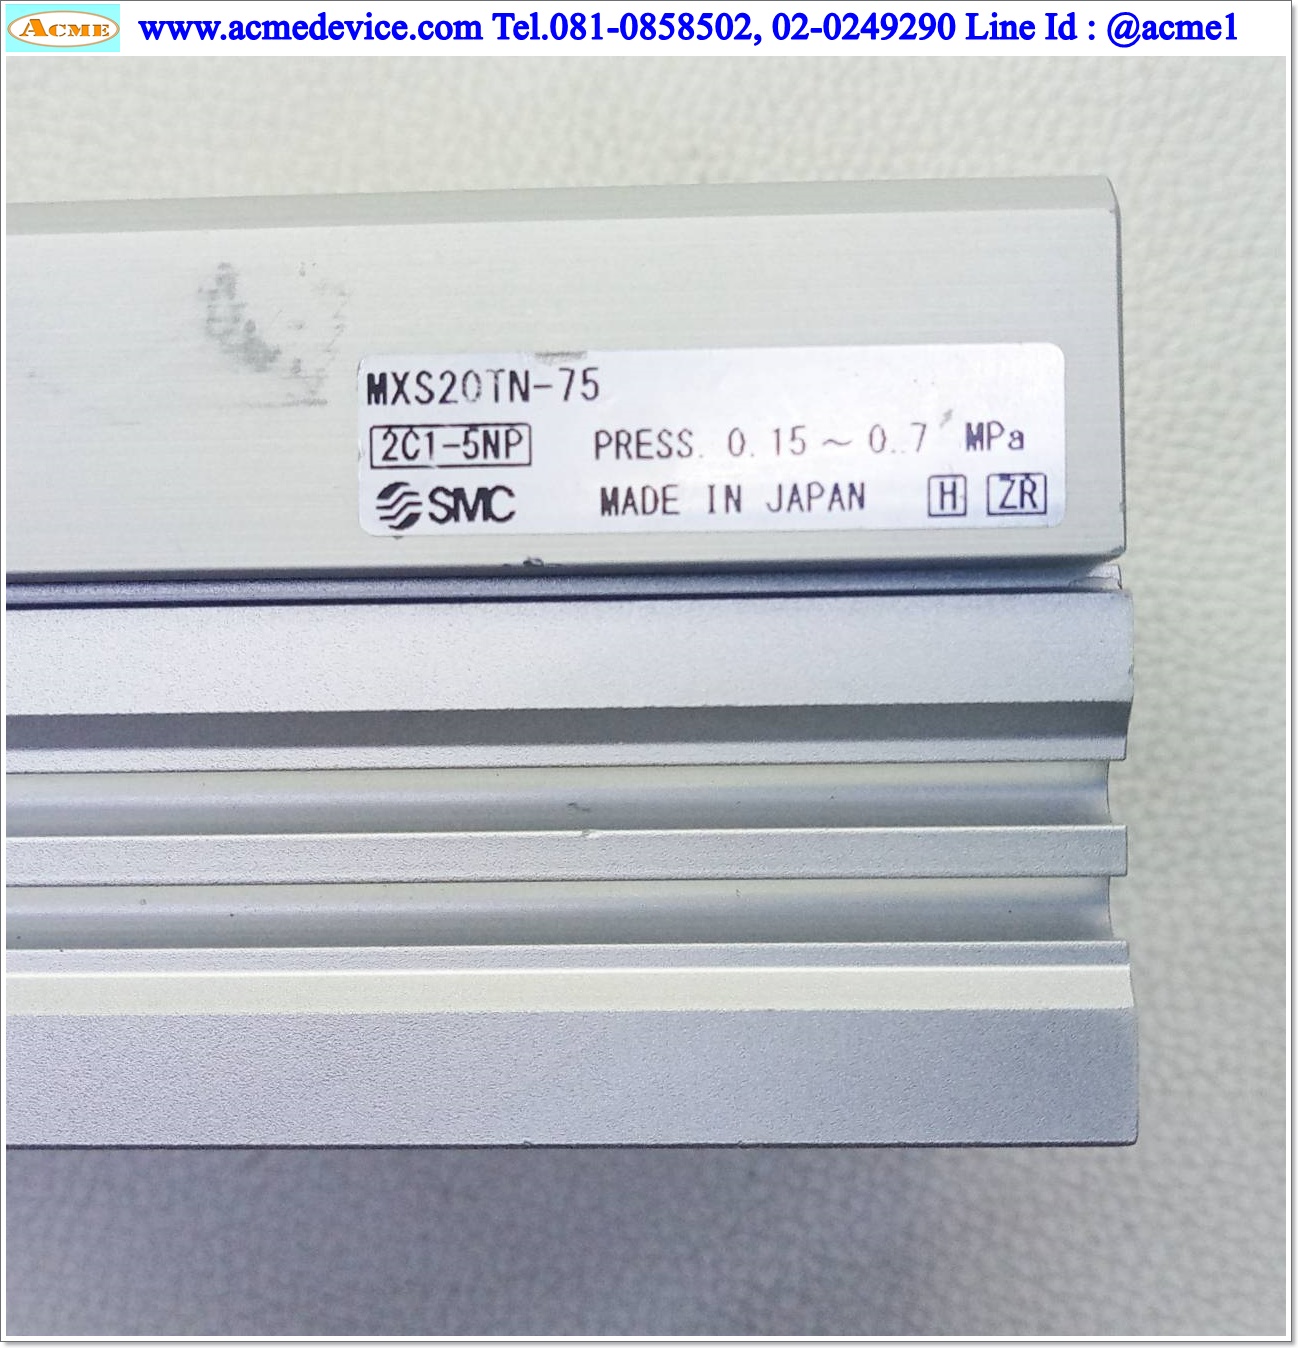 ACME www.acmedevice.com Tel.081-0858502, 02-0249290 Line Id : @acme1
MXS20TN-75
2C1-5NP PRESS. 0.15~0.7 MPa
SMC MADE IN JAPAN H ZR